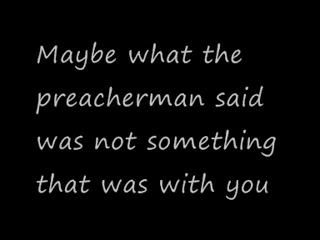 Maybe what the
preacherman said
was not something
that was with you